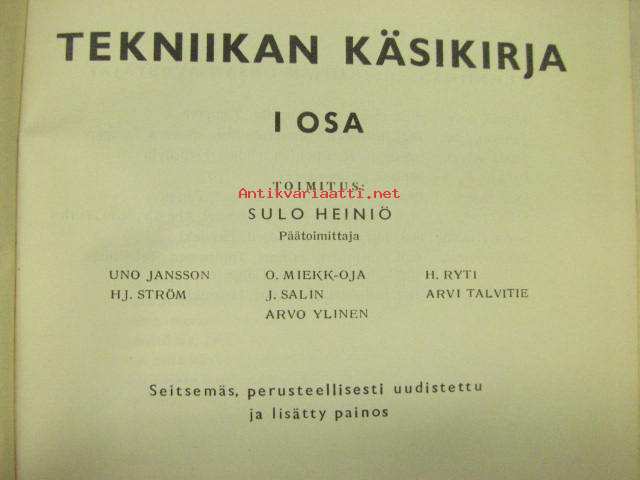 TEKNIIKAN KÄSIKIRJA
I OSA
TOIMITUS:
Antikvariaatti.net
SULO HEINIÖ
Päätoimittaja
UNO JANSSON O. MIEKK-OJA H. RYTI
HJ. STRÖM J. SALIN ARVI TALVITIE
ARVO YLINEN
Seitsemäs, perusteellisesti uudistettu
ja lisätty painos